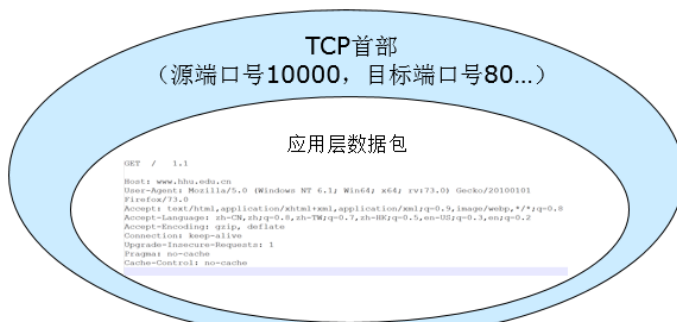 TCP首部
（源端口号10000，目标端口号80…）
应用层数据包
GET / 1.1
Host: www.hhu.edu.cn
User-Agent: Mozilla/5.0 (Windows NT 6.1; Win64; x64; rv:73.0) Gecko/20100101
Firefox/73.0
Accept: text/html,application/xhtml+xml,application/xml;q=0.9,image/webp,*/*;q=0.8
Accept-Language: zh-CN,zh;q=0.8,zh-TW;q=0.7,zh-HK;q=0.5,en-US;q=0.3,en;q=0.2
Accept-Encoding: gzip, deflate
Connection: keep-alive
Upgrade-Insecure-Requests: 1
Pragma: no-cache
Cache-Control: no-cache